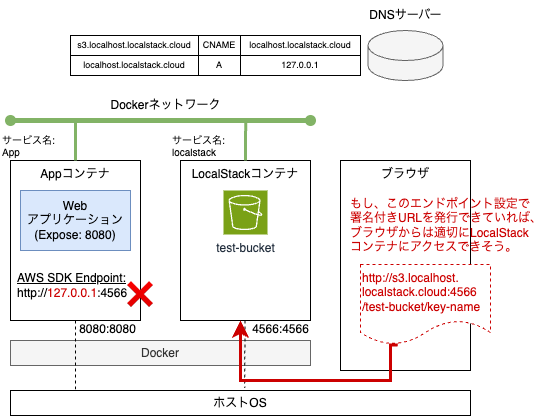 DNSサーバー
s3.localhost.localstack.cloud CNAME localhost.localstack.cloud
localhost.localstack.cloud A 127.0.0.1
Dockerネットワーク
サービス名:
App
サービス名:
localstack
Appコンテナ
Web
アプリケーション
(Expose: 8080)
AWS SDK Endpoint:
http://127.0.0.1:4566
8080:8080
LocalStackコンテナ
test-bucket
4566:4566
ブラウザ
もし、このエンドポイント設定で
署名付きURLを発行できていれば、
ブラウザからは適切にLocalStack
コンテナにアクセスできそう。
http://s3.localhost.
localstack.cloud:4566
/test-bucket/key-name
Docker
ホストOS